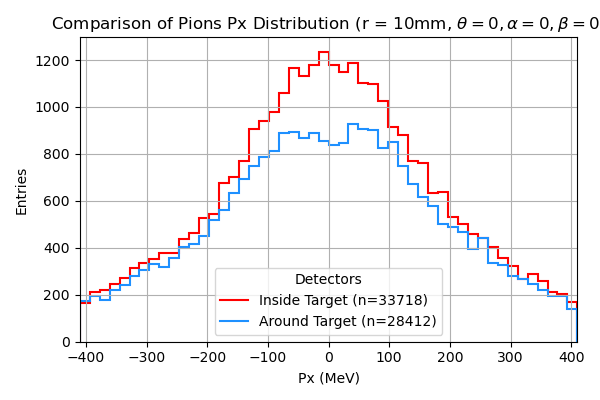 Comparison of Pions Px Distribution (r = 10mm, θ = 0, α = 0, β = 0
1200
1000
800
600
400
200
0
Entries
Detectors
Inside Target (n=33718)
Around Target (n=28412)
−400 −300 −200 −100 0 100 200 300 400
Px (MeV)